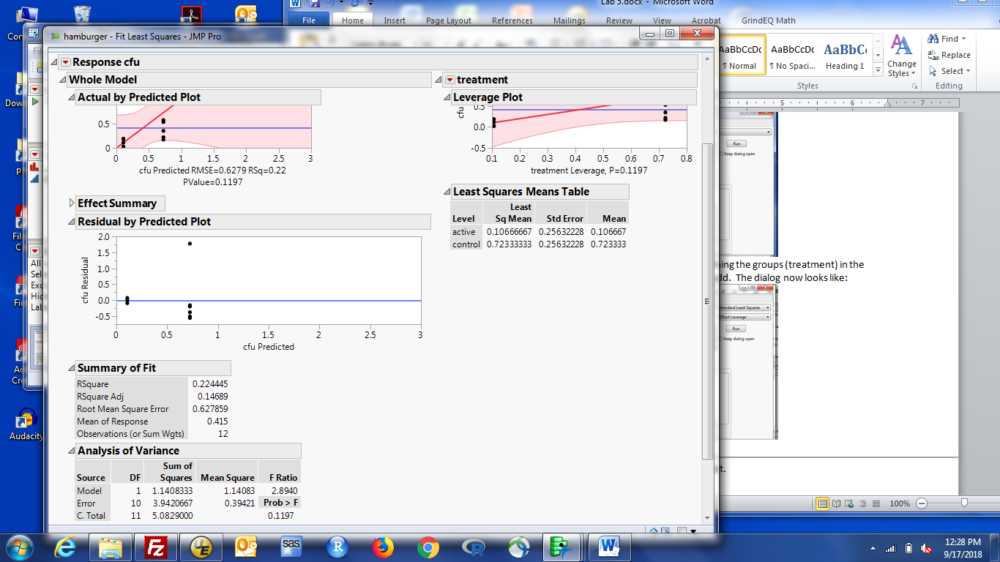 Lab 5.docx - Microsoft Word
File Home Insert Page Layout References Mailings Review View Acrobat GrindEQ Math
hamburger - Fit Least Squares - JMP Pro
AaBbCcDc AaBbCcDc AaBbC
¶ Normal ¶ No Spaci... Heading 1
Change
Styles
Find
Replace
Select
Styles
Editing
Response cfu
Whole Model
Actual by Predicted Plot
0.5
0
0 0.5 1 1.5 2 2.5 3
cfu Predicted RMSE=0.6279 RSq=0.22
PValue=0.1197
Effect Summary
Residual by Predicted Plot
cfu Residual
2.0
1.5
1.0
0.5
0.0
-0.5
0 0.5 1 1.5 2 2.5 3
cfu Predicted
Summary of Fit
RSquare 0.224445
RSquare Adj 0.14689
Root Mean Square Error 0.627859
Mean of Response 0.415
Observations (or Sum Wgts) 12
Analysis of Variance
Source DF Sum of Squares Mean Square F Ratio
Model 1 1.1408333 1.14083 2.8940
Error 10 3.9420667 0.39421 Prob > F
C. Total 11 5.0829000 0.1197
treatment
Leverage Plot
cfu
0.5
0.0
-0.5
0.1 0.2 0.3 0.4 0.5 0.6 0.7 0.8
treatment Leverage, P=0.1197
Least Squares Means Table
Level Least Sq Mean Std Error Mean
active 0.10666667 0.25632228 0.106667
control 0.72333333 0.25632228 0.723333
5 6 7
Run
Keep dialog open
ning the groups (treatment) in the
dd. The dialog now looks like:
Standard Least Squares
Effect Leverage
Run
Keep dialog open
t.
100%
All
Sel
Exc
Hid
Lab
Audacity
12:28 PM
9/17/2018